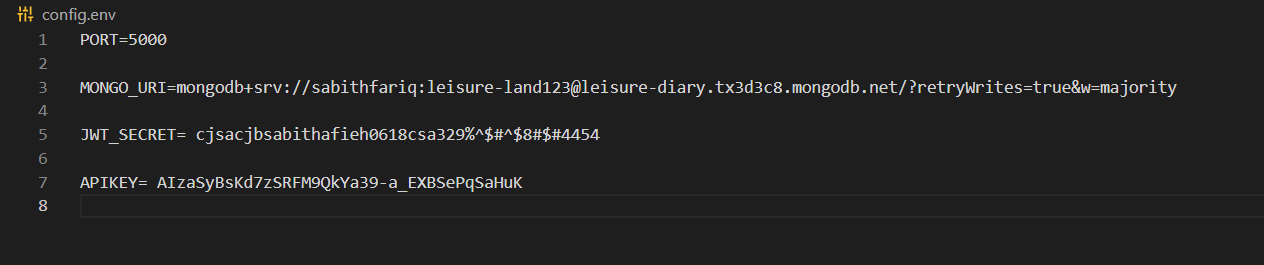 config.env
1 PORT=5000
2
3 MONGO_URI=mongodb+srv://sabithfariq:leisure-land123@leisure-diary.tx3d3c8.mongodb.net/?retryWrites=true&w=majority
4
5 JWT_SECRET= cjsacjbsabithafieh0618csa329%^$#^$8#$#4454
6
7 APIKEY= AIzaSyBsKd7zSRFM9QkYa39-a_EXBSePqSaHuK
8